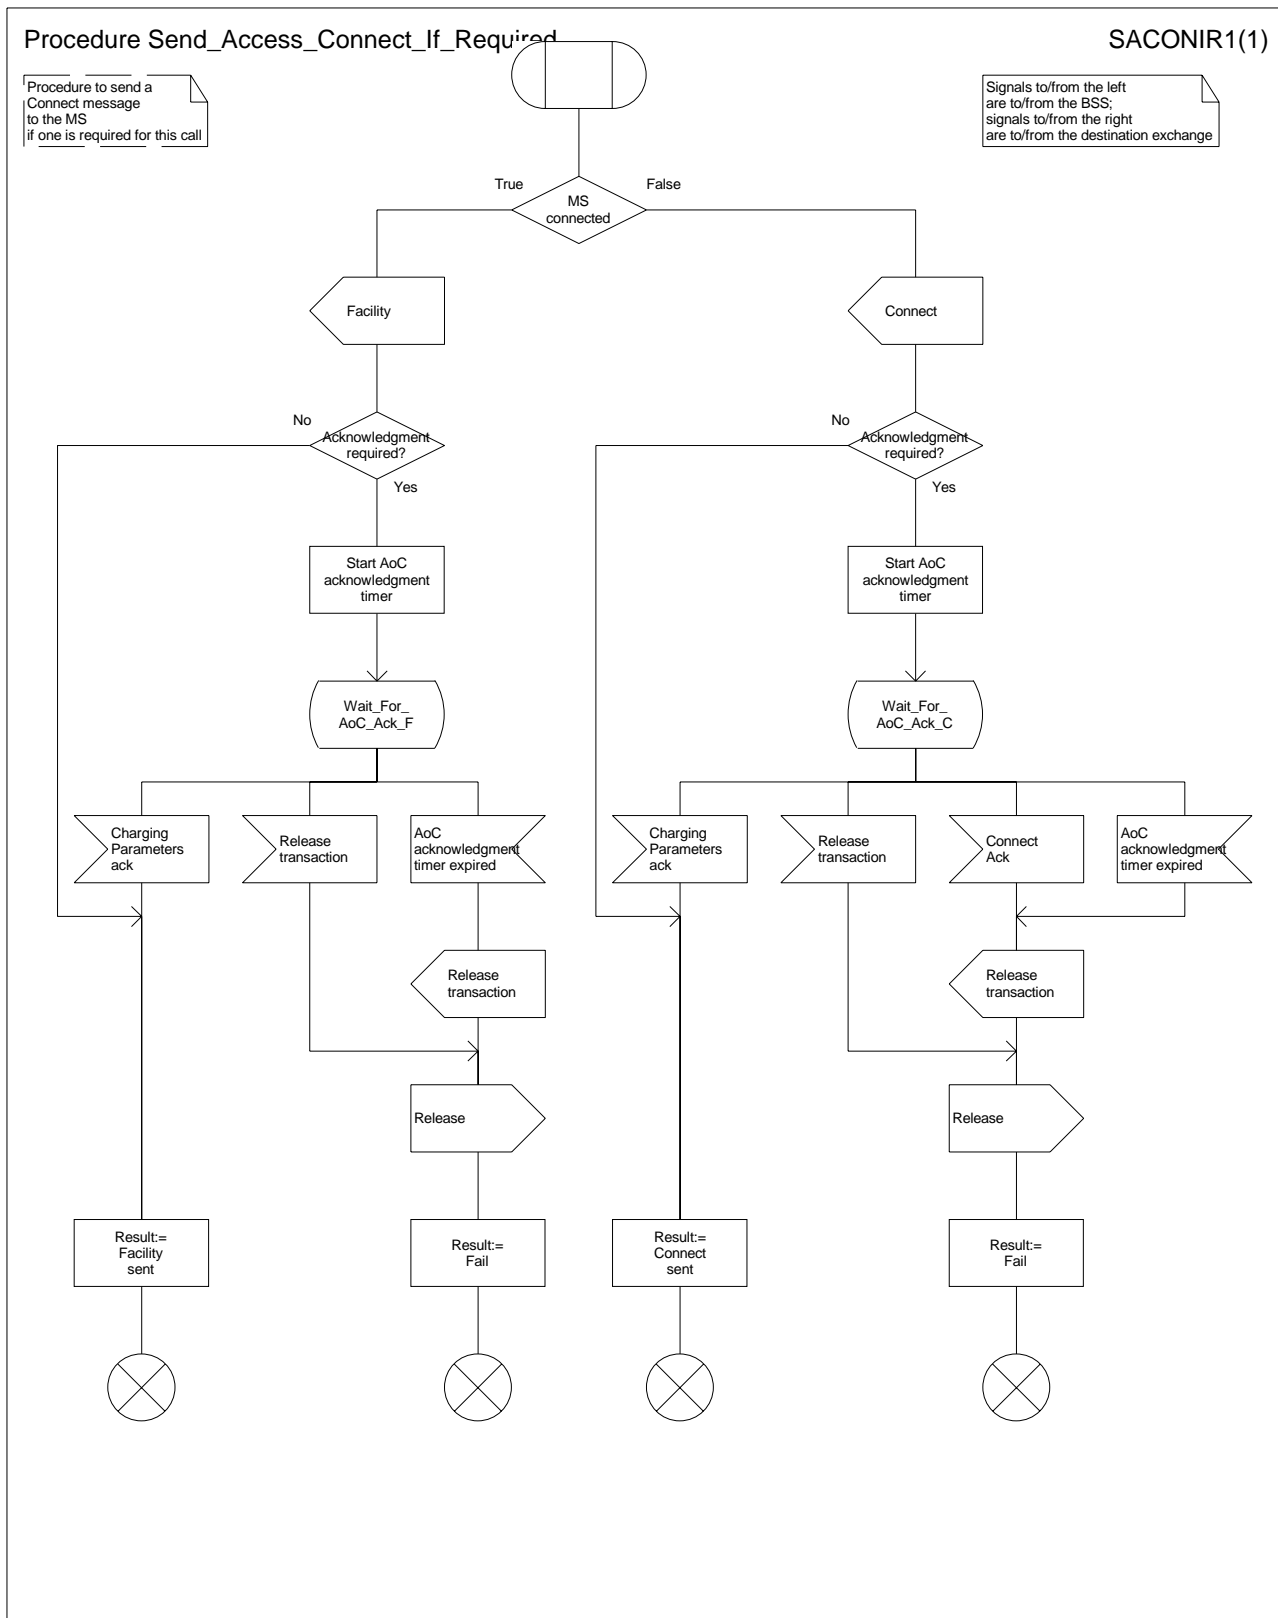 Procedure Send_Access_Connect_If_Required
SACONIR1(1)
Procedure to send a
Connect message
to the MS
if one is required for this call
Signals to/from the left
are to/from the BSS;
signals to/from the right
are to/from the destination exchange
True
False
MS
connected
Facility
Connect
No
Acknowledgment
required?
Yes
No
Acknowledgment
required?
Yes
Start AoC
acknowledgment
timer
Start AoC
acknowledgment
timer
Wait_For_
AoC_Ack_F
Wait_For_
AoC_Ack_C
Charging
Parameters
ack
Release
transaction
AoC
acknowledgment
timer expired
Charging
Parameters
ack
Release
transaction
Connect
Ack
AoC
acknowledgment
timer expired
Release
transaction
Release
transaction
Release
Release
Result:=
Facility
sent
Result:=
Fail
Result:=
Connect
sent
Result:=
Fail